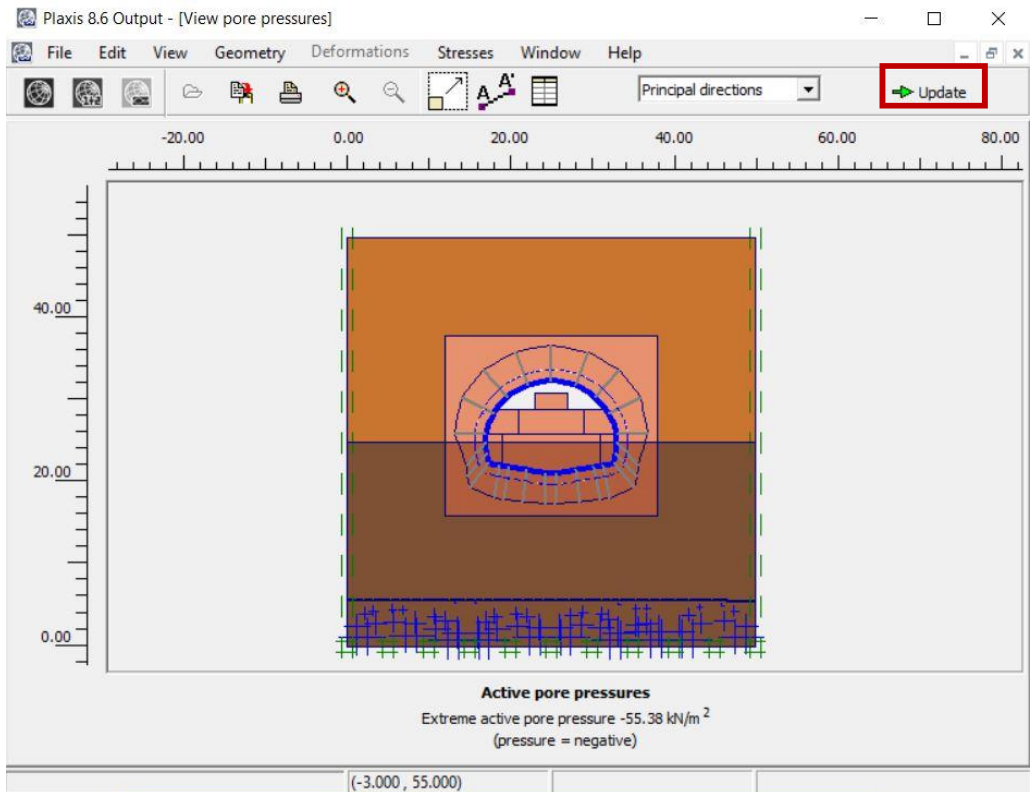 Plaxis 8.6 Output - [View pore pressures]
File Edit View Geometry Deformations Stresses Window Help
A A' Principal directions Update
-20.00 0.00 20.00 40.00 60.00 80.00
40.00
20.00
0.00
Active pore pressures
Extreme active pore pressure -55.38 kN/m 2
(pressure = negative)
(-3.000 , 55.000)